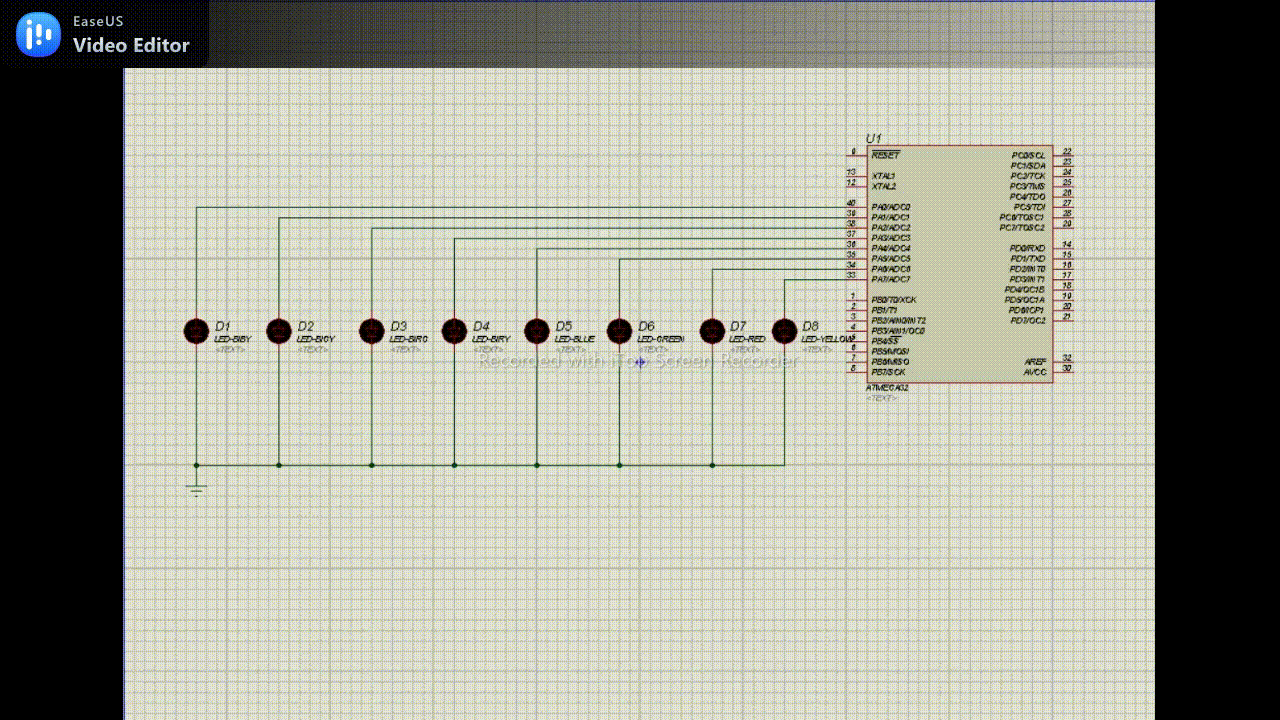 EaseUS
Video Editor
U1
9 RESET PC0/SCL 22
PC1/SDA 23
13 XTAL1 PC2/TCK 24
12 XTAL2 PC3/TMS 25
PC4/TDO 26
40 PA0/ADC0 PC5/TDI 27
39 PA1/ADC1 PC6/TOSC1 28
38 PA2/ADC2 PC7/TOSC2 29
37 PA3/ADC3
36 PA4/ADC4 PD0/RXD 14
35 PA5/ADC5 PD1/TXD 15
34 PA6/ADC6 PD2/INT0 16
33 PA7/ADC7 PD3/INT1 17
PD4/OC1B 18
1 PB0/T0/XCK PD5/OC1A 19
2 PB1/T1 PD6/ICP1 20
3 PB2/AIN0/INT2 PD7/OC2 21
4 PB3/AIN1/OC0
5 PB4/SS
6 PB5/MOSI
7 PB6/MISO AREF 32
8 PB7/SCK AVCC 30
ATMEGA32
<TEXT>
D1 D2 D3 D4 D5 D6 D7 D8
LED-BIBY LED-BIGY LED-BIRG LED-BIRY LED-BLUE LED-GREEN LED-RED LED-YELLOW
<TEXT> <TEXT> <TEXT> <TEXT> <TEXT> <TEXT> <TEXT> <TEXT>
Recorded with iTop Screen Recorder